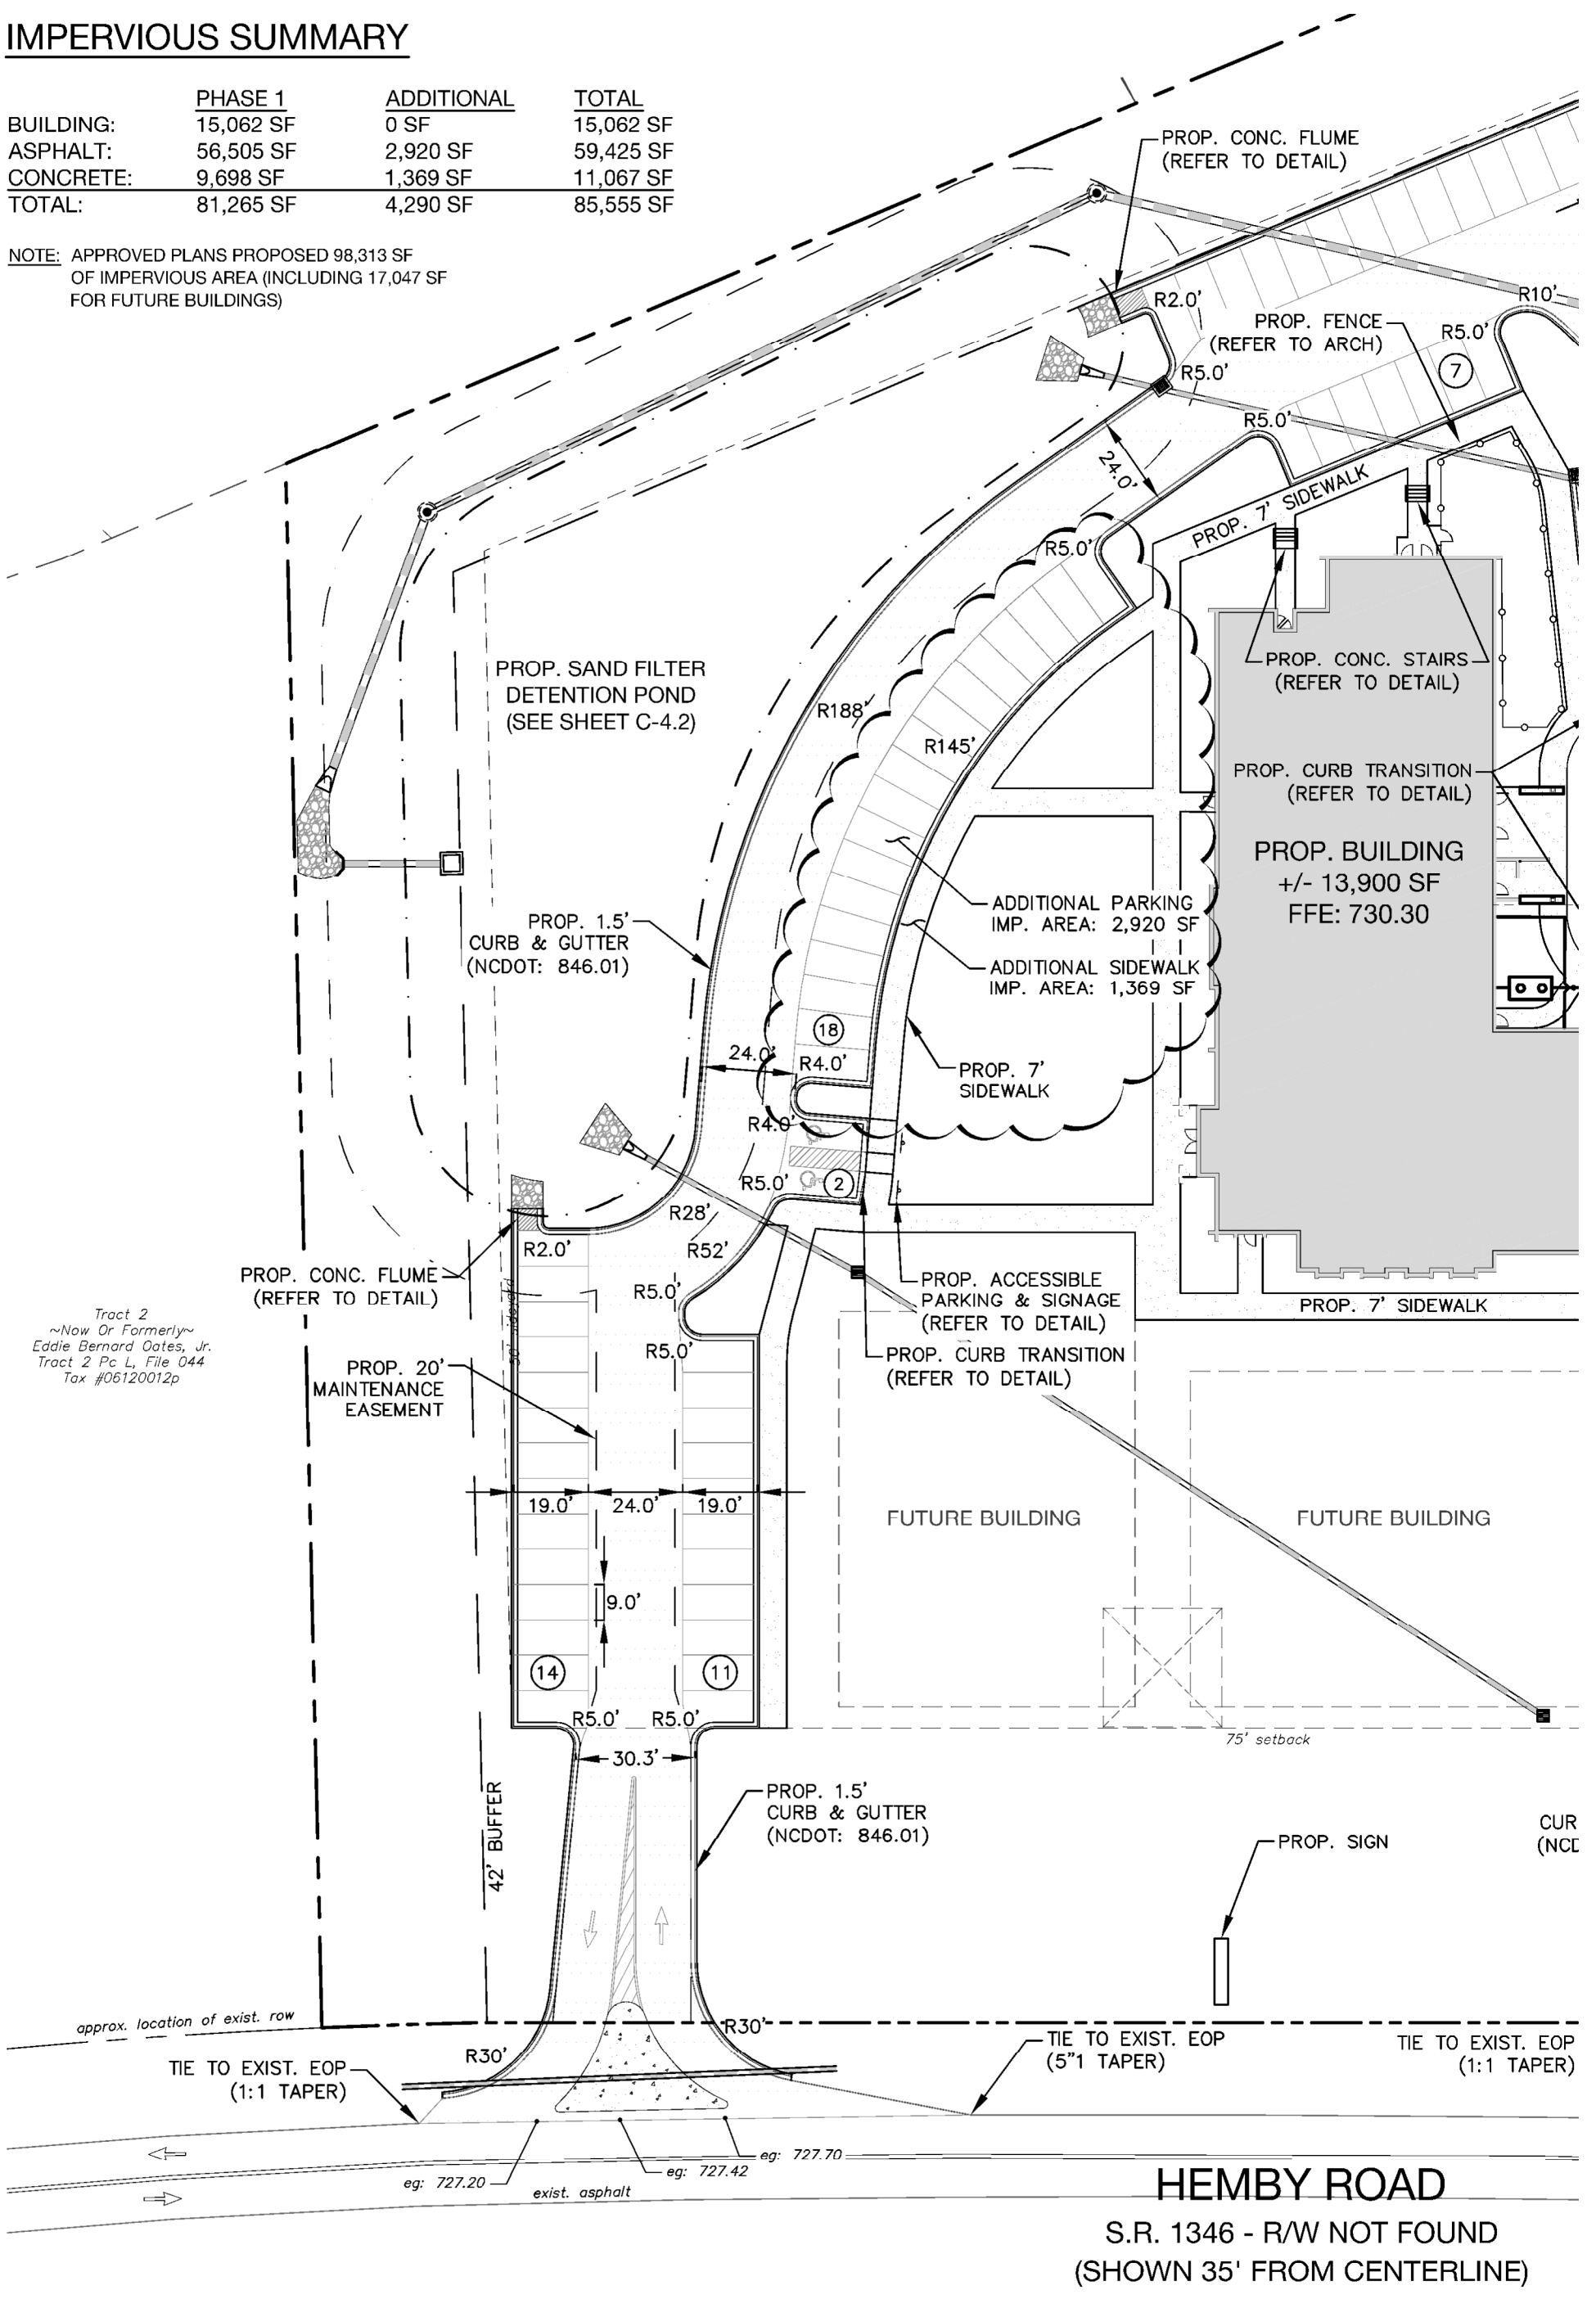 IMPERVIOUS SUMMARY
PHASE 1 ADDITIONAL TOTAL
BUILDING: 15,062 SF 0 SF 15,062 SF
ASPHALT: 56,505 SF 2,920 SF 59,425 SF
CONCRETE: 9,698 SF 1,369 SF 11,067 SF
TOTAL: 81,265 SF 4,290 SF 85,555 SF
NOTE: APPROVED PLANS PROPOSED 98,313 SF
OF IMPERVIOUS AREA (INCLUDING 17,047 SF
FOR FUTURE BUILDINGS)
PROP. CONC. FLUME
(REFER TO DETAIL)
R2.0'
R10'
PROP. FENCE
(REFER TO ARCH)
R5.0'
7
R5.0'
R5.0'
24.0'
PROP. 7' SIDEWALK
R5.0'
PROP. SAND FILTER
DETENTION POND
(SEE SHEET C-4.2)
PROP. CONC. STAIRS
(REFER TO DETAIL)
R188'
R145'
PROP. CURB TRANSITION
(REFER TO DETAIL)
PROP. BUILDING
+/- 13,900 SF
FFE: 730.30
ADDITIONAL PARKING
IMP. AREA: 2,920 SF
PROP. 1.5'
CURB & GUTTER
(NCDOT: 846.01)
ADDITIONAL SIDEWALK
IMP. AREA: 1,369 SF
18
24.0'
R4.0'
PROP. 7'
SIDEWALK
R4.0'
R5.0'
2
R28'
R52'
R2.0'
PROP. CONC. FLUME
(REFER TO DETAIL)
R5.0'
PROP. ACCESSIBLE
PARKING & SIGNAGE
(REFER TO DETAIL)
PROP. 7' SIDEWALK
Tract 2
~Now Or Formerly~
Eddie Bernard Oates, Jr.
Tract 2 Pc L, File 044
Tax #06120012p
50' sideyard
R5.0'
PROP. CURB TRANSITION
(REFER TO DETAIL)
PROP. 20'
MAINTENANCE
EASEMENT
19.0' 24.0' 19.0'
FUTURE BUILDING
FUTURE BUILDING
9.0'
14
11
R5.0' R5.0'
30.3'
75' setback
42' BUFFER
PROP. 1.5'
CURB & GUTTER
(NCDOT: 846.01)
PROP. SIGN
CUR
(NCD
approx. location of exist. row
R30'
R30'
TIE TO EXIST. EOP
(1:1 TAPER)
TIE TO EXIST. EOP
(5"1 TAPER)
TIE TO EXIST. EOP
(1:1 TAPER)
eg: 727.70
eg: 727.42
eg: 727.20
exist. asphalt
HEMBY ROAD
S.R. 1346 - R/W NOT FOUND
(SHOWN 35' FROM CENTERLINE)